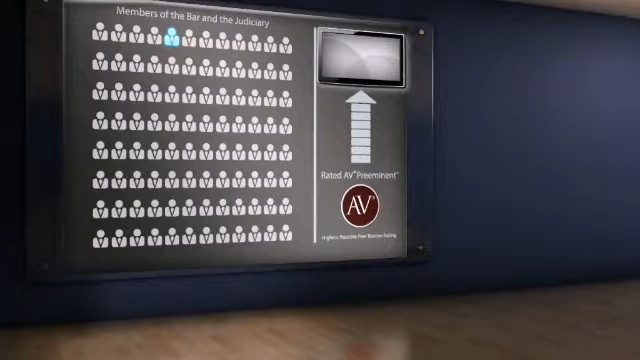 Members of the Bar and the Judiciary
Rated AV® Preeminent™
AV®
Highest Possible Peer Review Rating